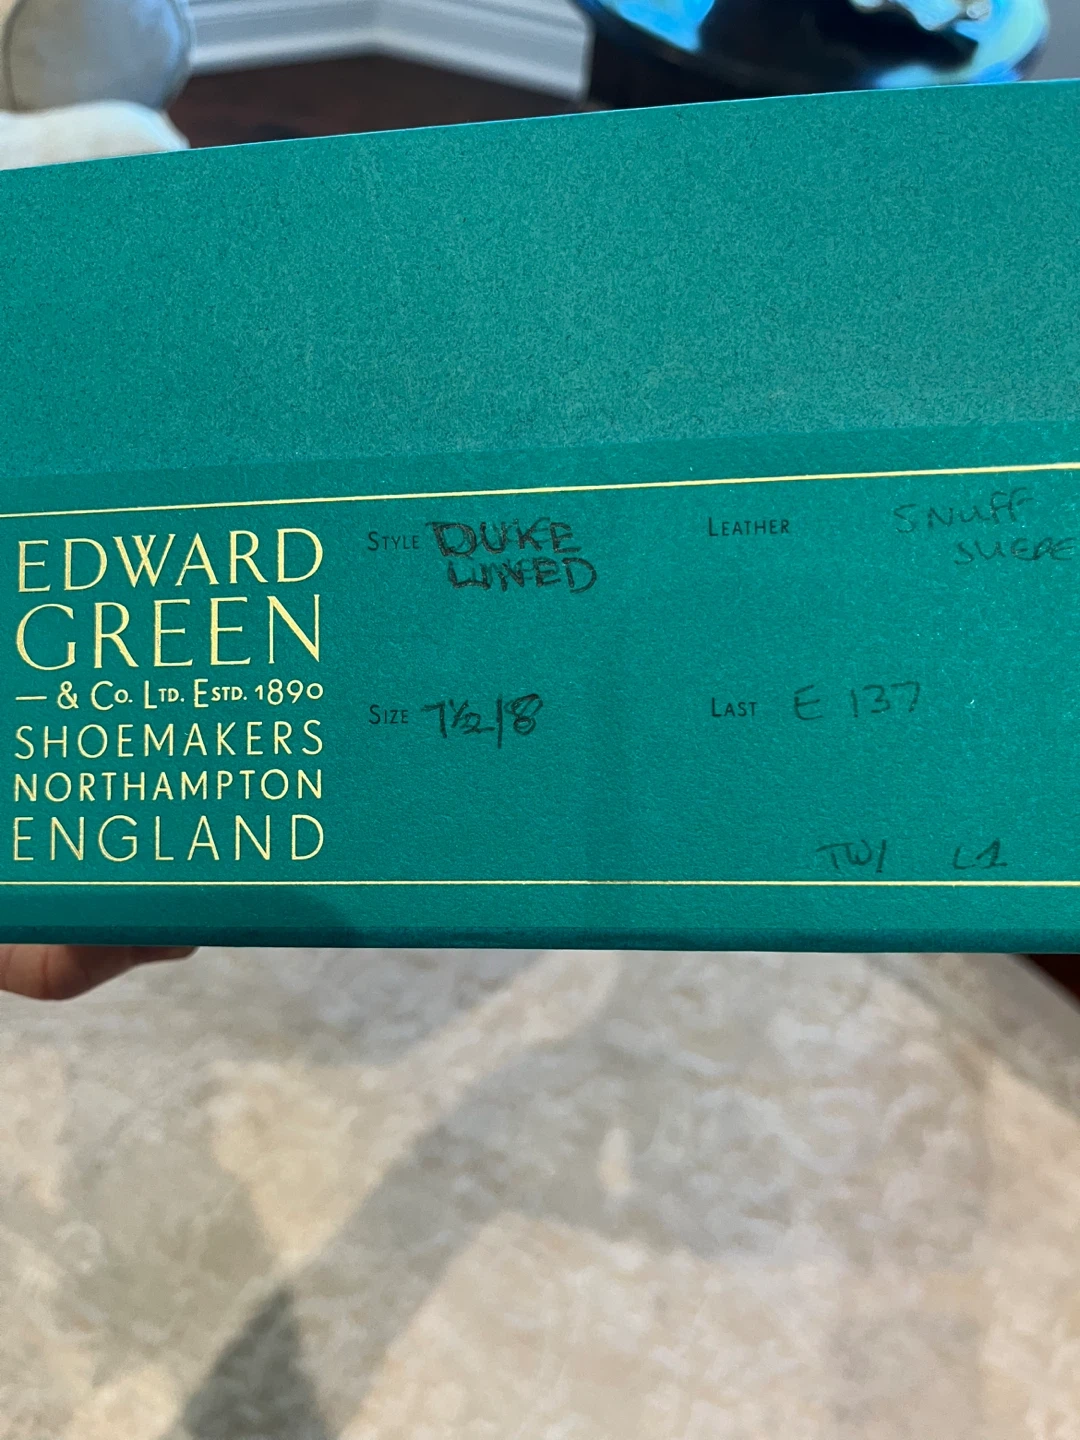 EDWARD
GREEN
— & Co. LTD. ESTD. 1890
SHOEMAKERS
NORTHAMPTON
ENGLAND
STYLE DUKE
LINED
LEATHER SNUFF
SUEDE
SIZE 7½/8
LAST E 137
TW/ L1